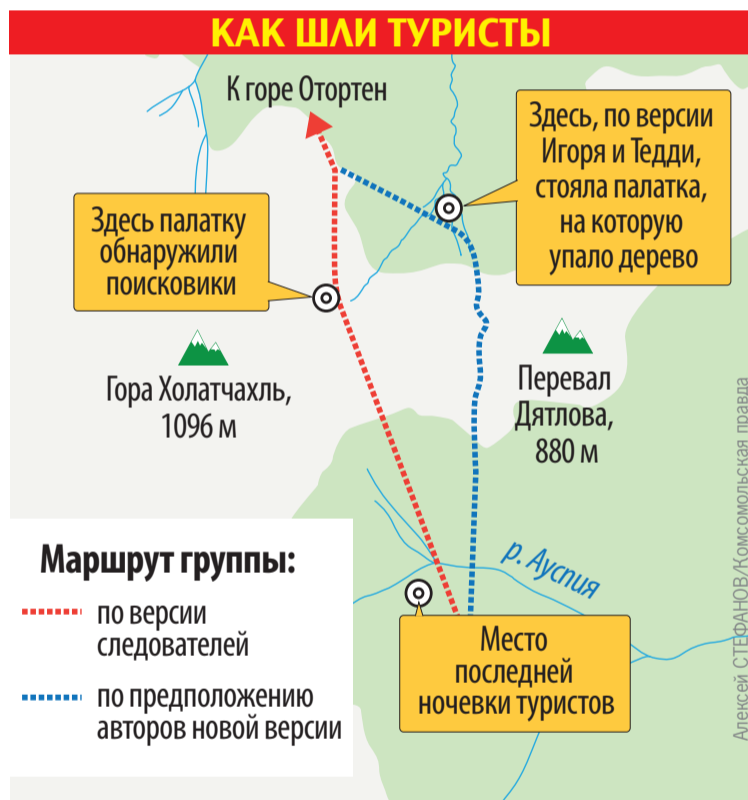 КАК ШЛИ ТУРИСТЫ
К горе Отортен
Здесь, по версии
Игоря и Тедди,
стояла палатка,
на которую
упало дерево
Здесь палатку
обнаружили
поисковики
Гора Холатчахль,
1096 м
Перевал
Дятлова,
880 м
р. Ауспия
Маршрут группы:
по версии
следователей
по предположению
авторов новой версии
Место
последней
ночевки туристов
Алексей СТЕФАНОВ/Комсомольская правда